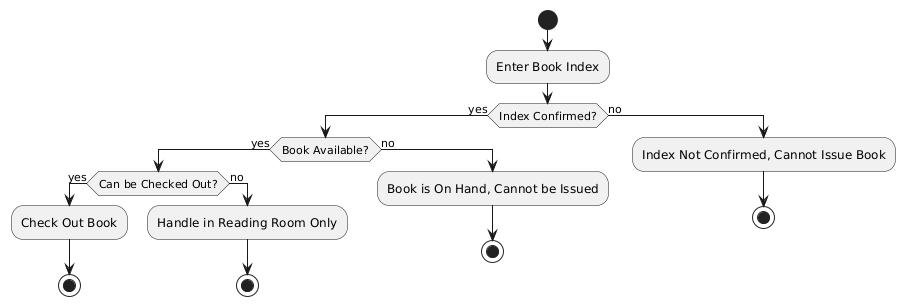 Enter Book Index
yes
Index Confirmed?
no
yes
Book Available?
no
Index Not Confirmed, Cannot Issue Book
yes
Can be Checked Out?
no
Book is On Hand, Cannot be Issued
Check Out Book
Handle in Reading Room Only